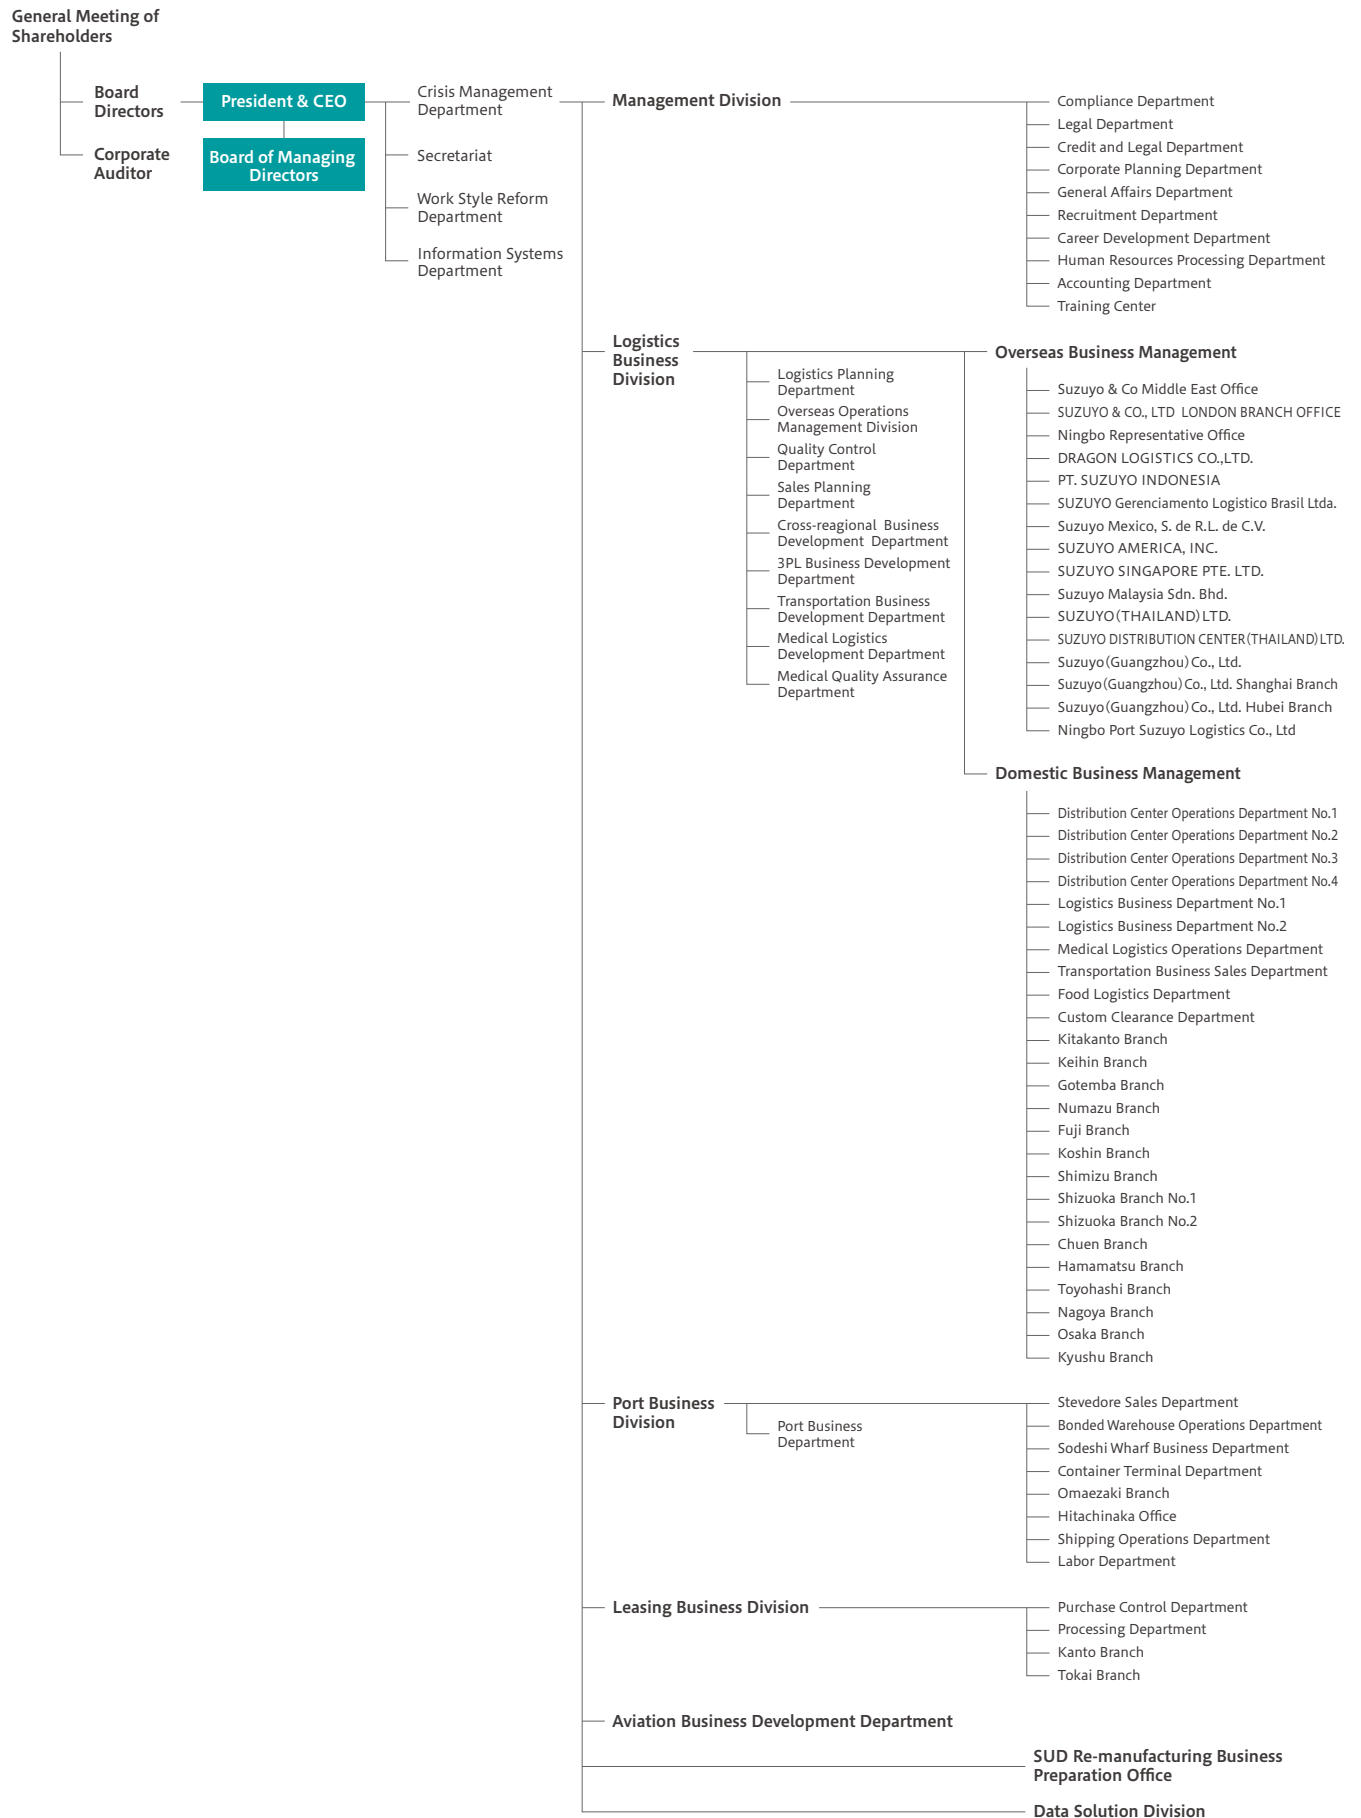 General Meeting of
Shareholders
Board
Directors
President & CEO
Corporate
Auditor
Board of Managing
Directors
Crisis Management
Department
Secretariat
Work Style Reform
Department
Information Systems
Department
Management Division
Compliance Department
Legal Department
Credit and Legal Department
Corporate Planning Department
General Affairs Department
Recruitment Department
Career Development Department
Human Resources Processing Department
Accounting Department
Training Center
Logistics
Business
Division
Logistics Planning
Department
Overseas Operations
Management Division
Quality Control
Department
Sales Planning
Department
Cross-reagional Business
Development Department
3PL Business Development
Department
Transportation Business
Development Department
Medical Logistics
Development Department
Medical Quality Assurance
Department
Overseas Business Management
Suzuyo & Co Middle East Office
SUZUYO & CO., LTD LONDON BRANCH OFFICE
Ningbo Representative Office
DRAGON LOGISTICS CO.,LTD.
PT. SUZUYO INDONESIA
SUZUYO Gerenciamento Logistico Brasil Ltda.
Suzuyo Mexico, S. de R.L. de C.V.
SUZUYO AMERICA, INC.
SUZUYO SINGAPORE PTE. LTD.
Suzuyo Malaysia Sdn. Bhd.
SUZUYO(THAILAND)LTD.
SUZUYO DISTRIBUTION CENTER(THAILAND)LTD.
Suzuyo(Guangzhou)Co., Ltd.
Suzuyo(Guangzhou)Co., Ltd. Shanghai Branch
Suzuyo(Guangzhou)Co., Ltd. Hubei Branch
Ningbo Port Suzuyo Logistics Co., Ltd
Domestic Business Management
Distribution Center Operations Department No.1
Distribution Center Operations Department No.2
Distribution Center Operations Department No.3
Distribution Center Operations Department No.4
Logistics Business Department No.1
Logistics Business Department No.2
Medical Logistics Operations Department
Transportation Business Sales Department
Food Logistics Department
Custom Clearance Department
Kitakanto Branch
Keihin Branch
Gotemba Branch
Numazu Branch
Fuji Branch
Koshin Branch
Shimizu Branch
Shizuoka Branch No.1
Shizuoka Branch No.2
Chuen Branch
Hamamatsu Branch
Toyohashi Branch
Nagoya Branch
Osaka Branch
Kyushu Branch
Port Business
Division
Port Business
Department
Stevedore Sales Department
Bonded Warehouse Operations Department
Sodeshi Wharf Business Department
Container Terminal Department
Omaezaki Branch
Hitachinaka Office
Shipping Operations Department
Labor Department
Leasing Business Division
Purchase Control Department
Processing Department
Kanto Branch
Tokai Branch
Aviation Business Development Department
SUD Re-manufacturing Business
Preparation Office
Data Solution Division